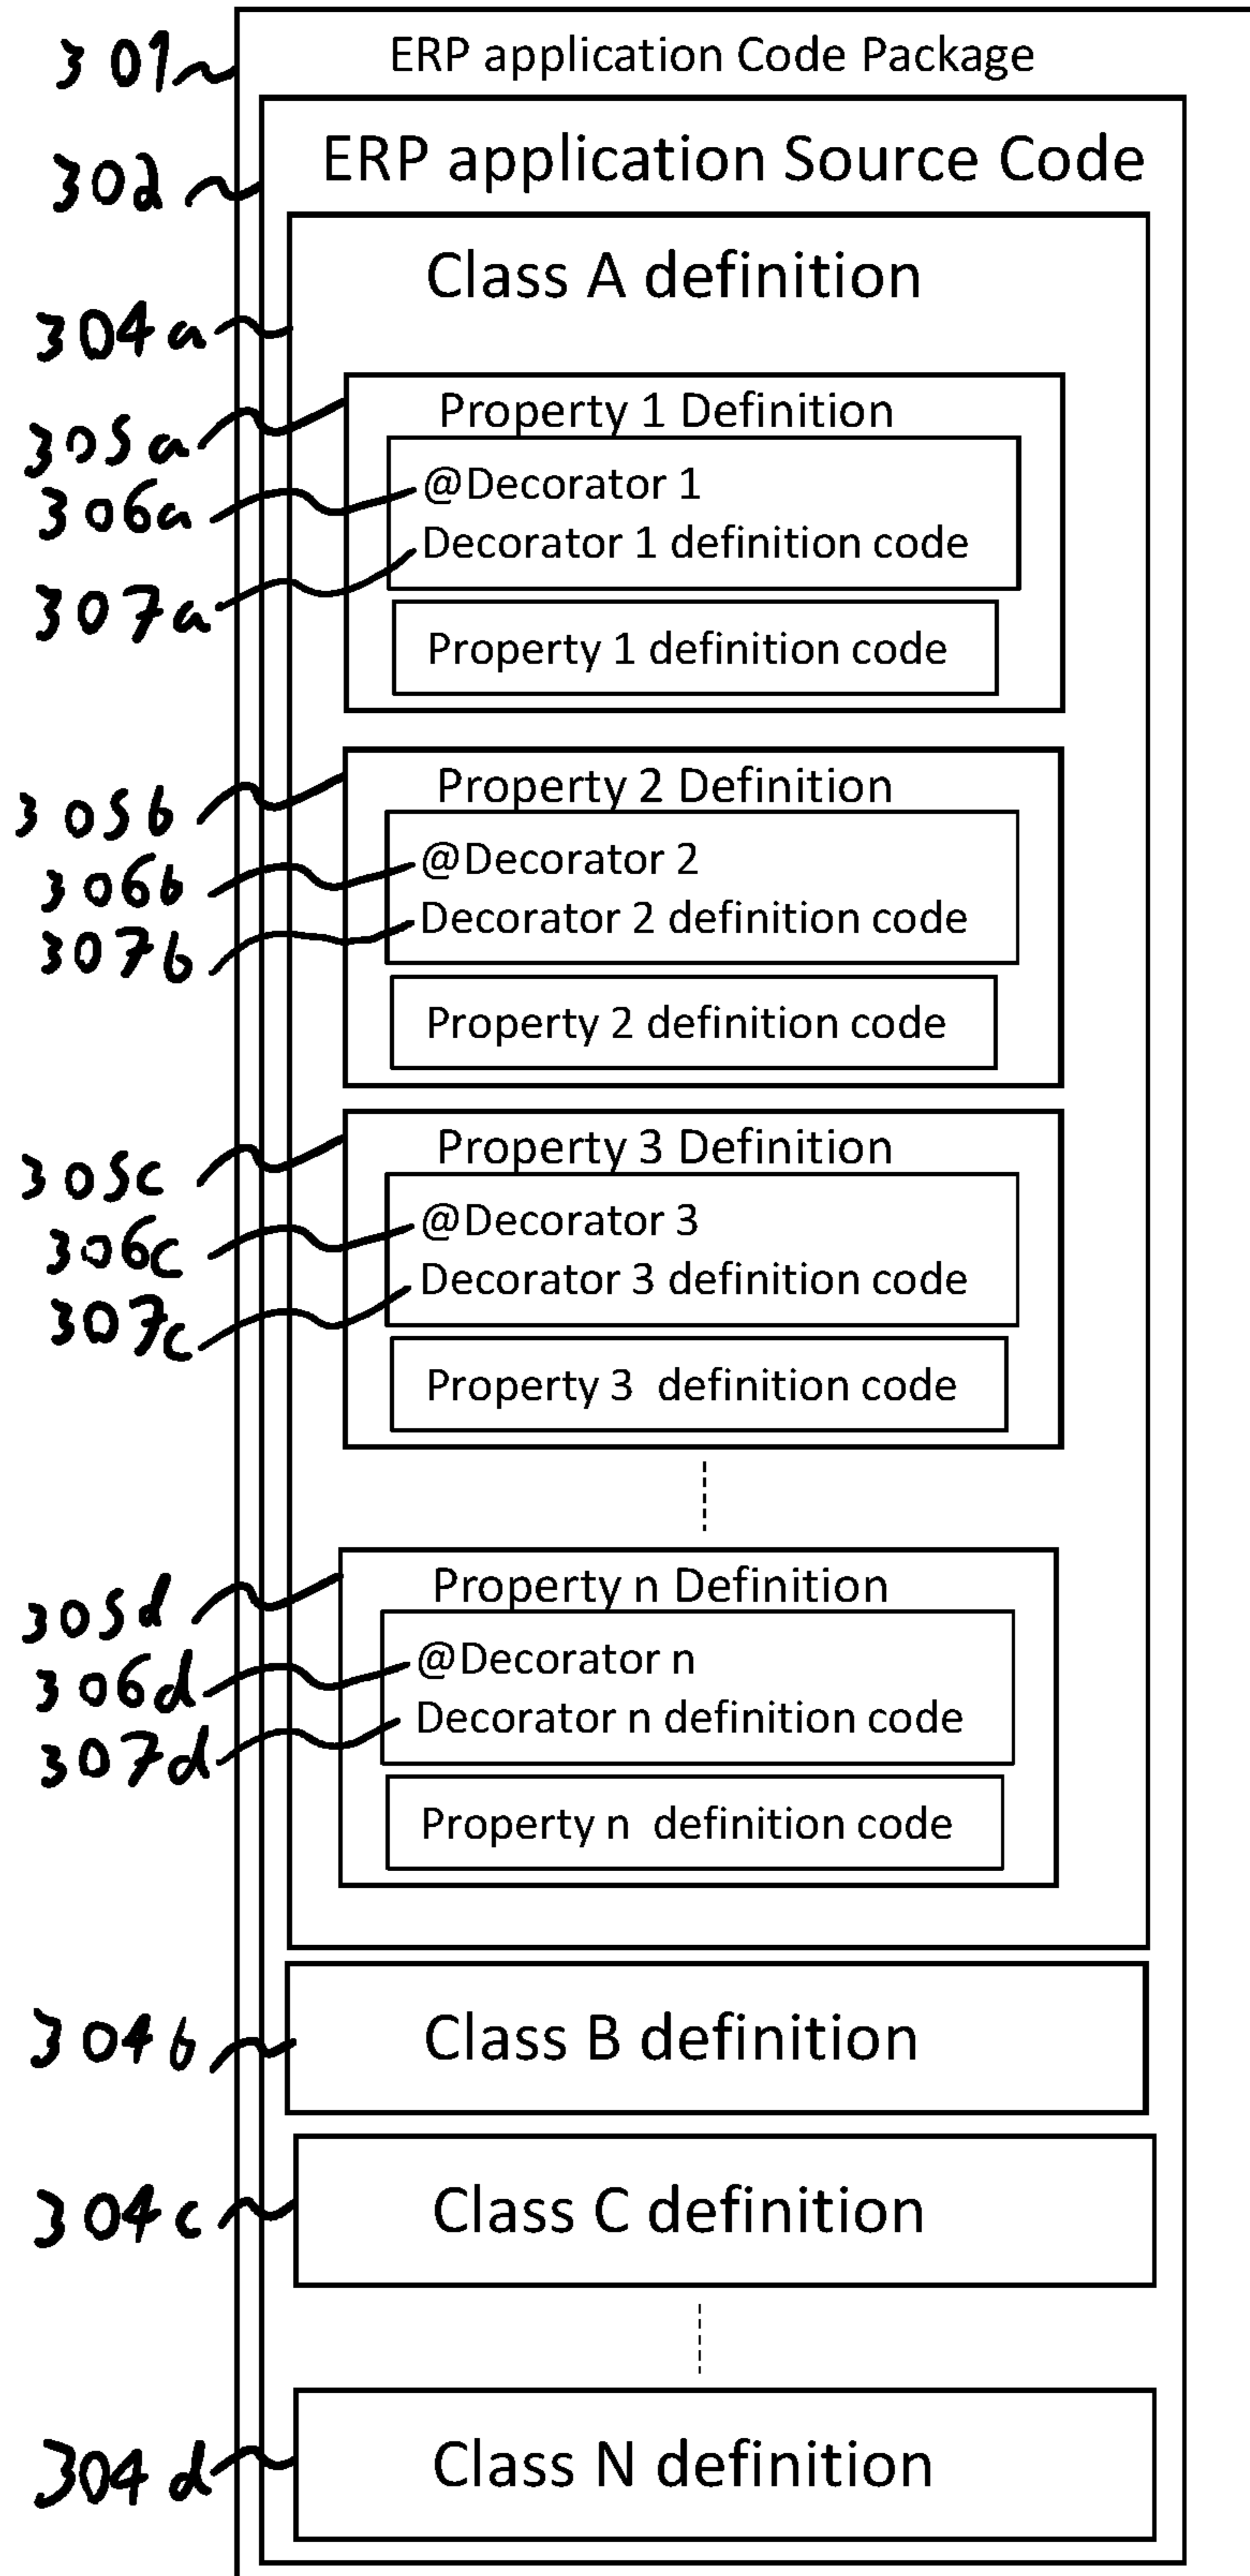 301 ERP application Code Package
302 ERP application Source Code
Class A definition
304a
305a Property 1 Definition
306a @Decorator 1
307a Decorator 1 definition code
Property 1 definition code
305b Property 2 Definition
306b @Decorator 2
307b Decorator 2 definition code
Property 2 definition code
305c Property 3 Definition
306c @Decorator 3
307c Decorator 3 definition code
Property 3 definition code
305d Property n Definition
306d @Decorator n
307d Decorator n definition code
Property n definition code
304b Class B definition
304c Class C definition
304d Class N definition